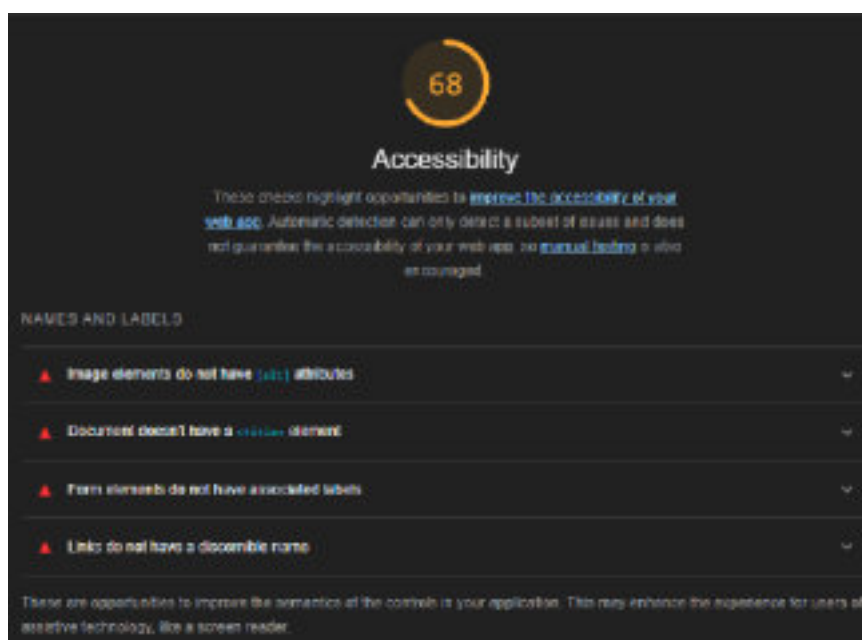 68
Accessibility
These checks highlight opportunities to improve the accessibility of your
web app. Automatic detection can only detect a subset of issues and does
not guarantee the accessibility of your web app, so manual testing is also
encouraged.
NAMES AND LABELS
Image elements do not have [alt] attributes
Document doesn't have a <title> element
Form elements do not have associated labels
Links do not have a discernible name
These are opportunities to improve the semantics of the controls in your application. This may enhance the experience for users of
assistive technology, like a screen reader.